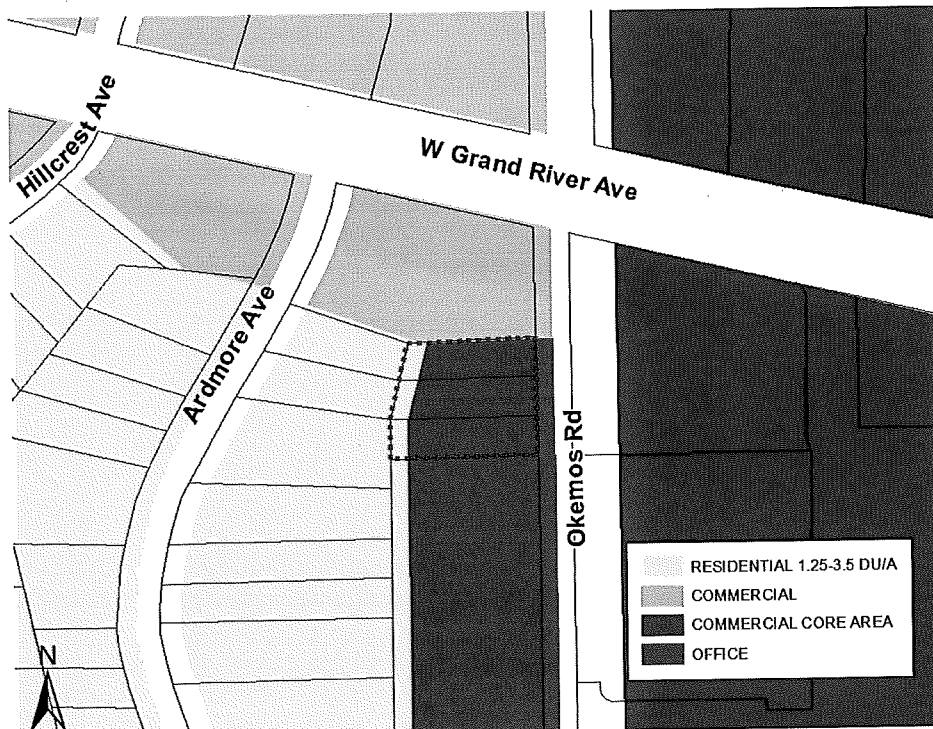 Hillcrest Ave
W Grand River Ave
Ardmore Ave
Okemos Rd
RESIDENTIAL 1.25-3.5 DU/A
COMMERCIAL
COMMERCIAL CORE AREA
OFFICE
N